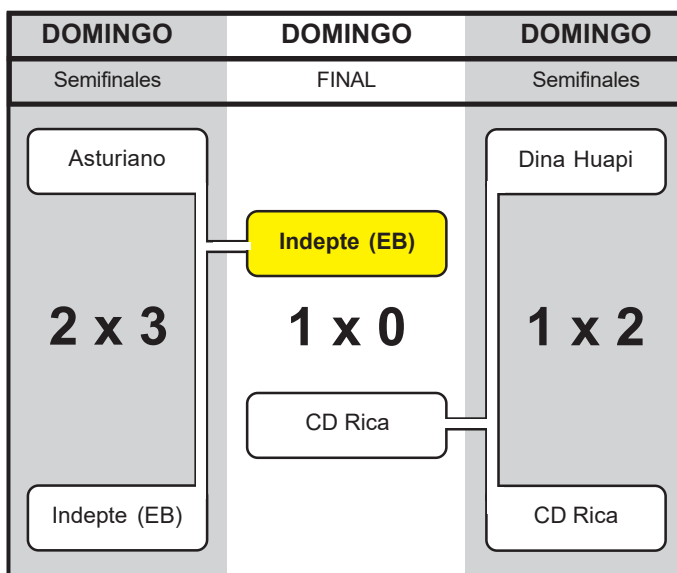 DOMINGO DOMINGO DOMINGO
Semifinales FINAL Semifinales
Asturiano Dina Huapi
Indepte (EB)
2 x 3 1 x 0 1 x 2
CD Rica
Indepte (EB) CD Rica